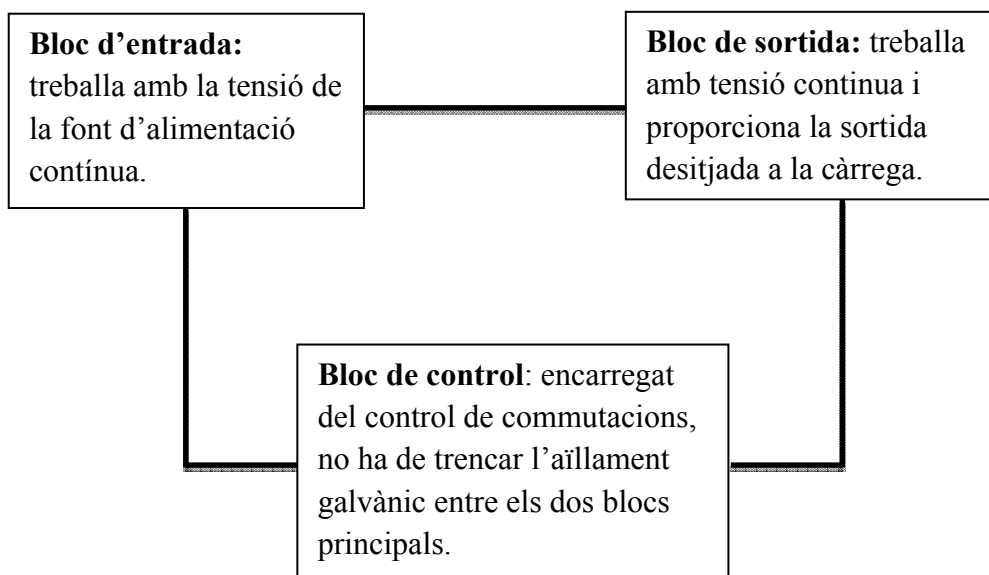 Bloc d’entrada:
treballa amb la tensió de
la font d’alimentació
contínua.
Bloc de sortida: treballa
amb tensió continua i
proporciona la sortida
desitjada a la càrrega.
Bloc de control: encarregat
del control de commutacions,
no ha de trencar l’aïllament
galvànic entre els dos blocs
principals.